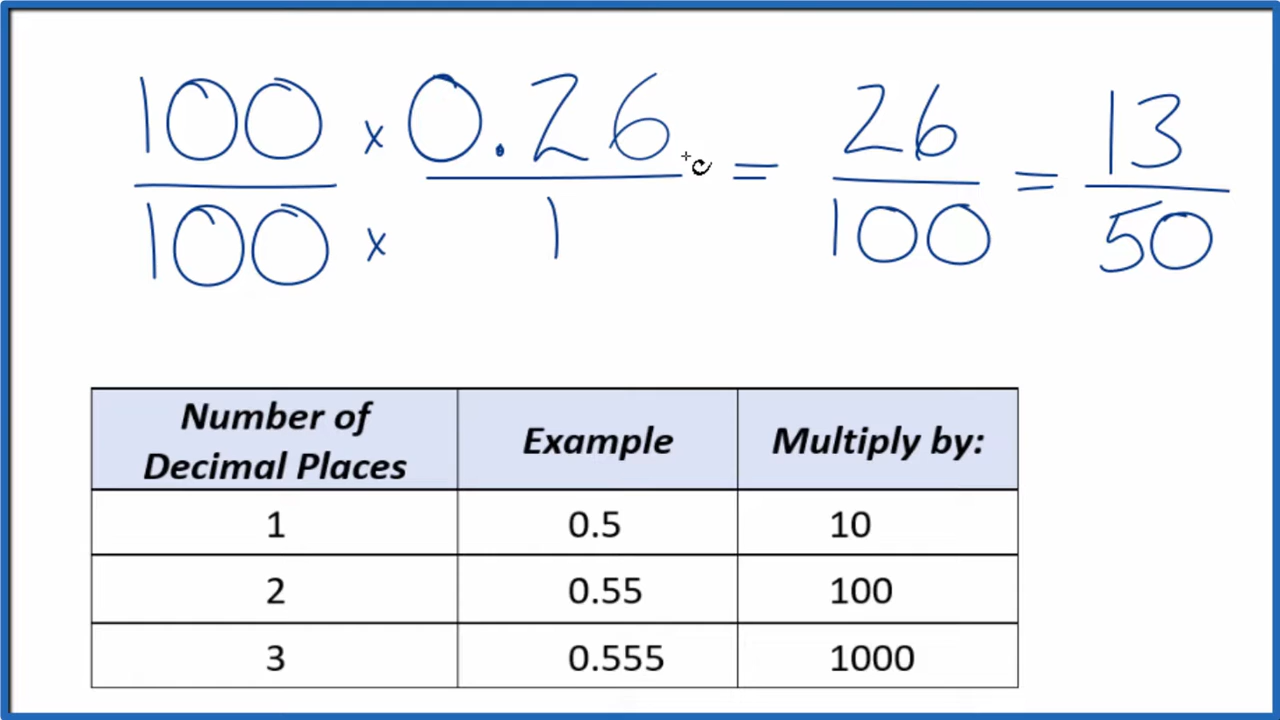 100 x 0.26 = 26 = 13
100 x 1 100 50
Number of Decimal Places Example Multiply by:
1 0.5 10
2 0.55 100
3 0.555 1000